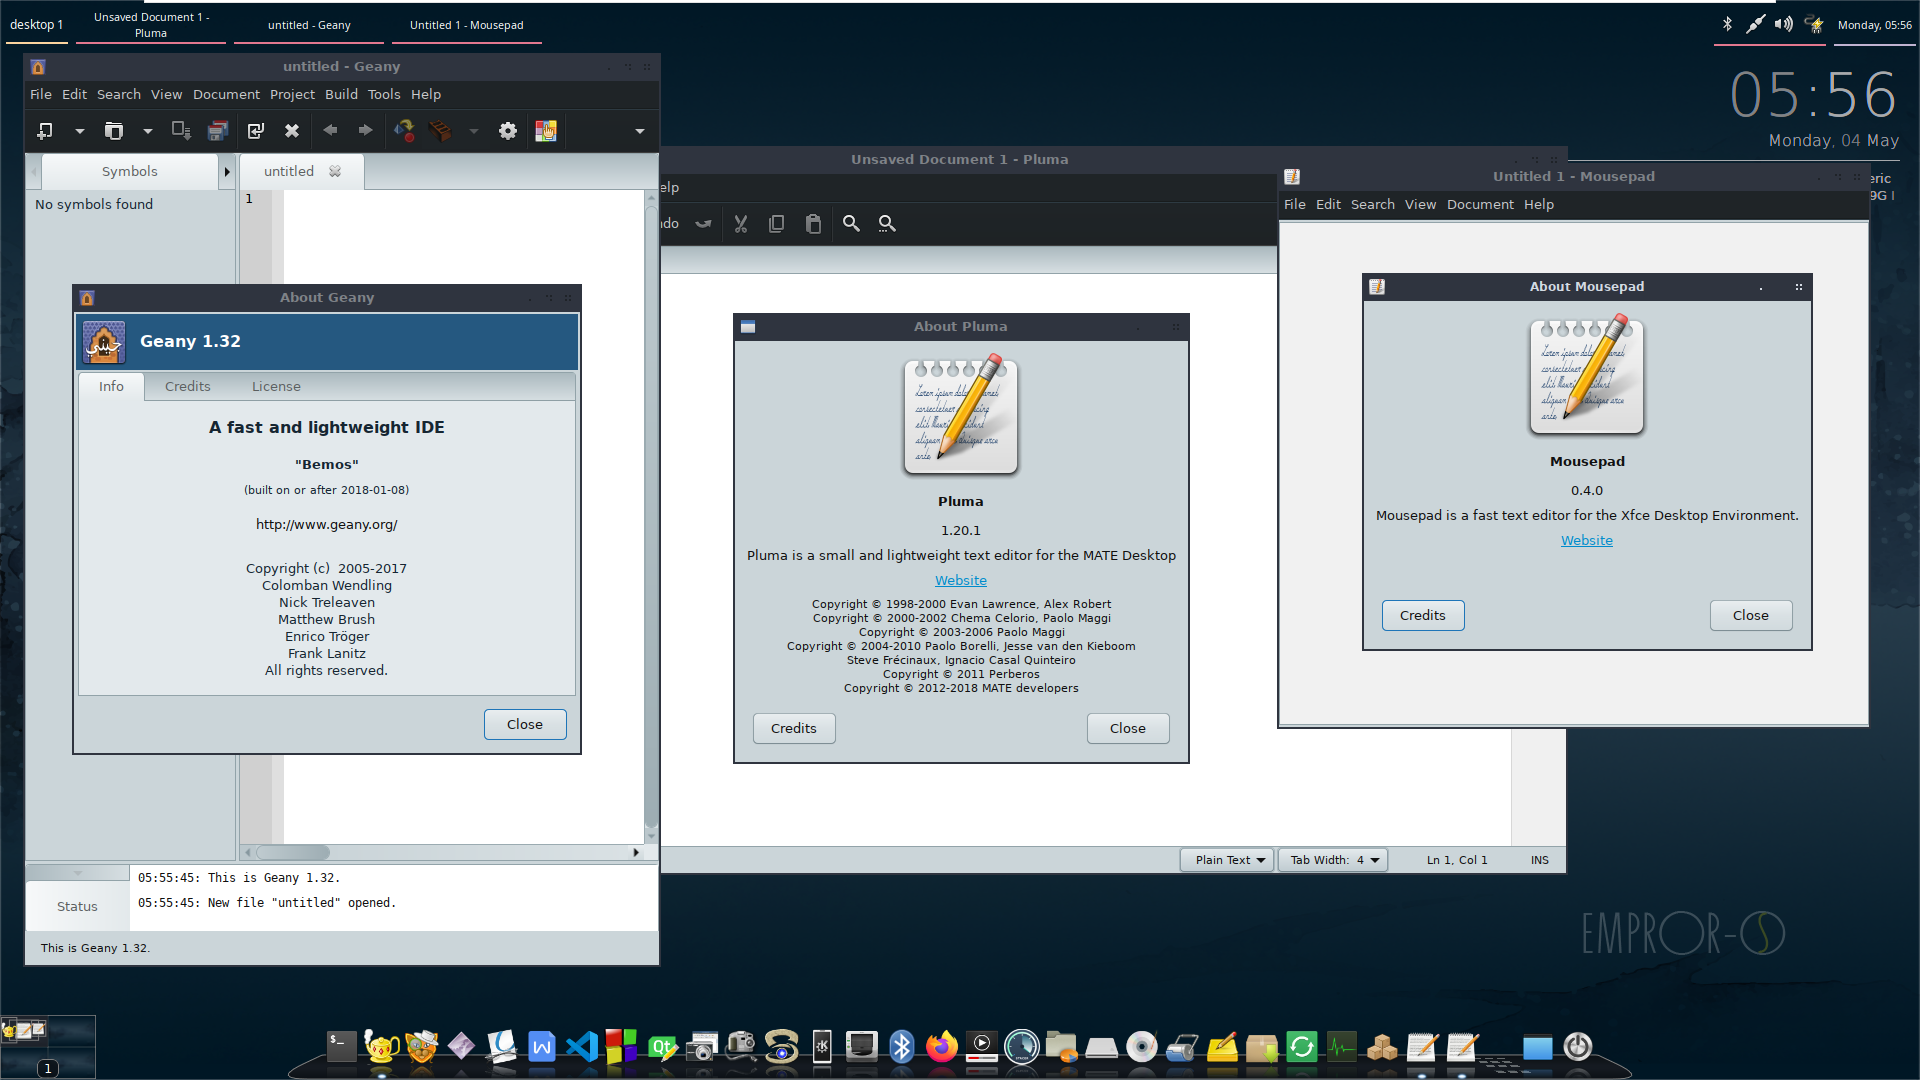 desktop 1
Unsaved Document 1 -
Pluma
untitled - Geany
Untitled 1 - Mousepad
Monday, 05:56
05:56
Monday, 04 May
eric
9G I
untitled - Geany
File Edit Search View Document Project Build Tools Help
Symbols
untitled
No symbols found
1
About Geany
Geany 1.32
Info Credits License
A fast and lightweight IDE
"Bemos"
(built on or after 2018-01-08)
http://www.geany.org/
Copyright (c) 2005-2017
Colomban Wendling
Nick Treleaven
Matthew Brush
Enrico Tröger
Frank Lanitz
All rights reserved.
Close
Status
05:55:45: This is Geany 1.32.
05:55:45: New file "untitled" opened.
This is Geany 1.32.
Unsaved Document 1 - Pluma
elp
do
About Pluma
Pluma
1.20.1
Pluma is a small and lightweight text editor for the MATE Desktop
Website
Copyright © 1998-2000 Evan Lawrence, Alex Robert
Copyright © 2000-2002 Chema Celorio, Paolo Maggi
Copyright © 2003-2006 Paolo Maggi
Copyright © 2004-2010 Paolo Borelli, Jesse van den Kieboom
Steve Frécinaux, Ignacio Casal Quinteiro
Copyright © 2011 Perberos
Copyright © 2012-2018 MATE developers
Credits
Close
Plain Text
Tab Width: 4
Ln 1, Col 1
INS
Untitled 1 - Mousepad
File Edit Search View Document Help
About Mousepad
Mousepad
0.4.0
Mousepad is a fast text editor for the Xfce Desktop Environment.
Website
Credits
Close
EMPROR-OS
1